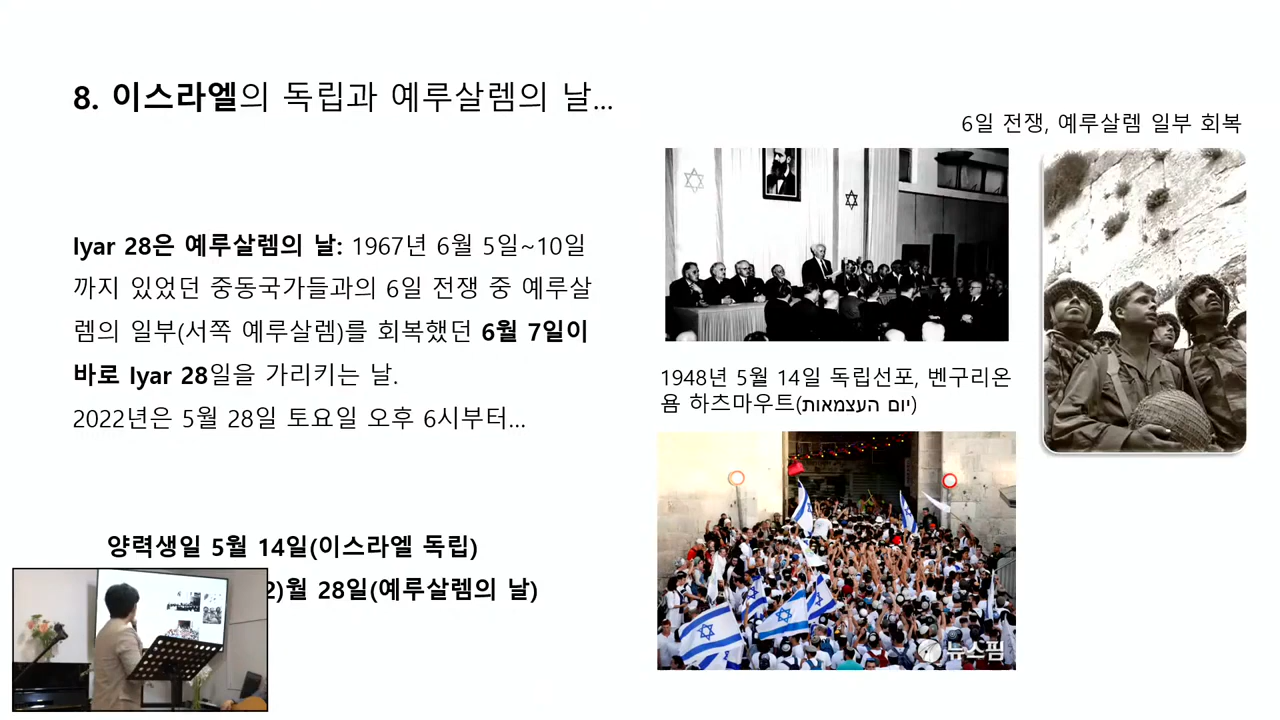 8. 이스라엘의 독립과 예루살렘의 날...
6일 전쟁, 예루살렘 일부 회복
Iyar 28은 예루살렘의 날: 1967년 6월 5일~10일
까지 있었던 중동국가들과의 6일 전쟁 중 예루살
렘의 일부(서쪽 예루살렘)를 회복했던 6월 7일이
바로 Iyar 28일을 가리키는 날.
2022년은 5월 28일 토요일 오후 6시부터...
1948년 5월 14일 독립선포, 벤구리온
욤 하츠마우트(יום העצמאות)
양력생일 5월 14일(이스라엘 독립)
2)월 28일(예루살렘의 날)
뉴스핌